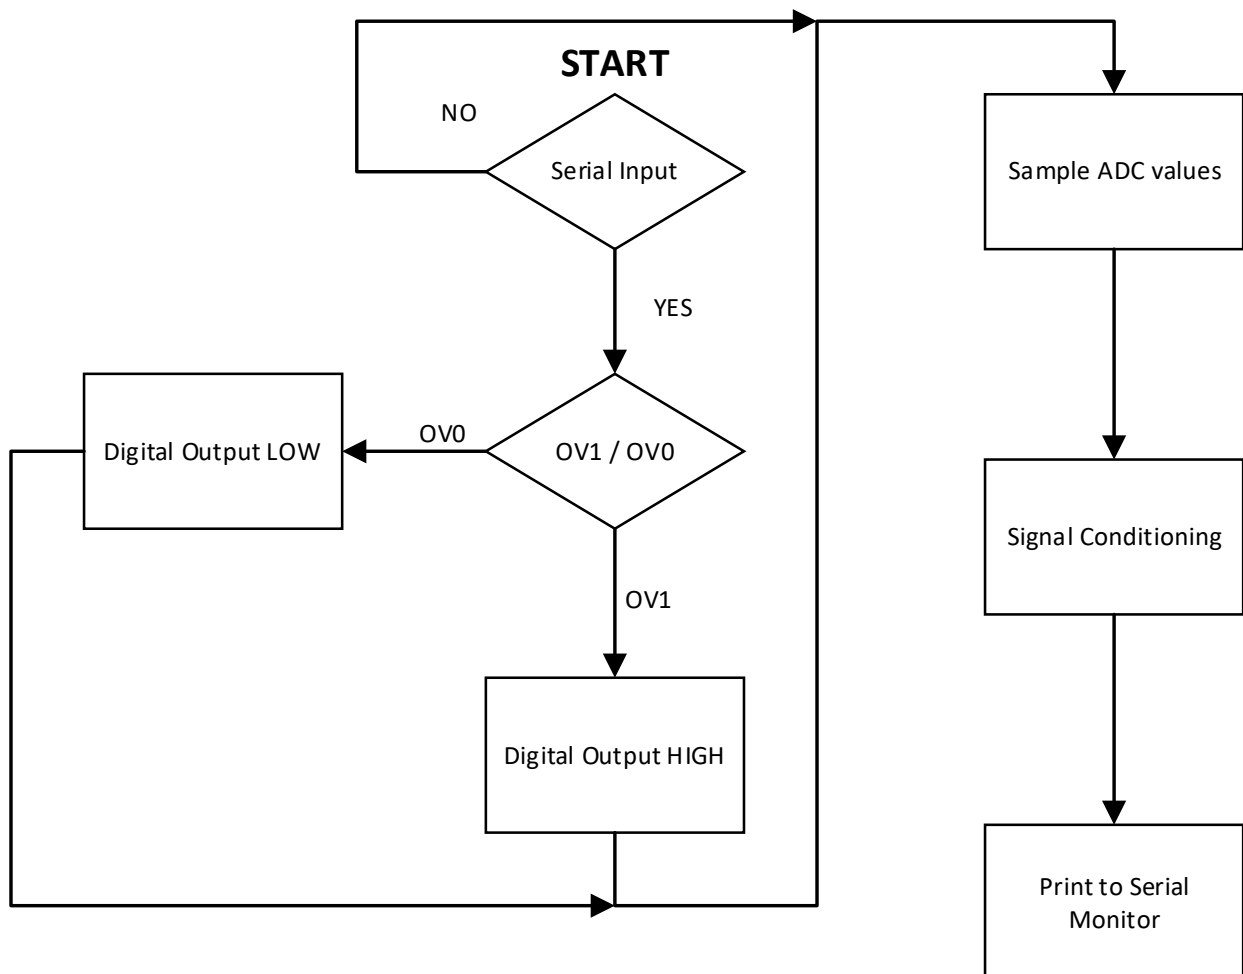 START
NO
Serial Input
Sample ADC values
YES
Digital Output LOW
OV0
OV1 / OV0
Signal Conditioning
OV1
Digital Output HIGH
Print to Serial
Monitor